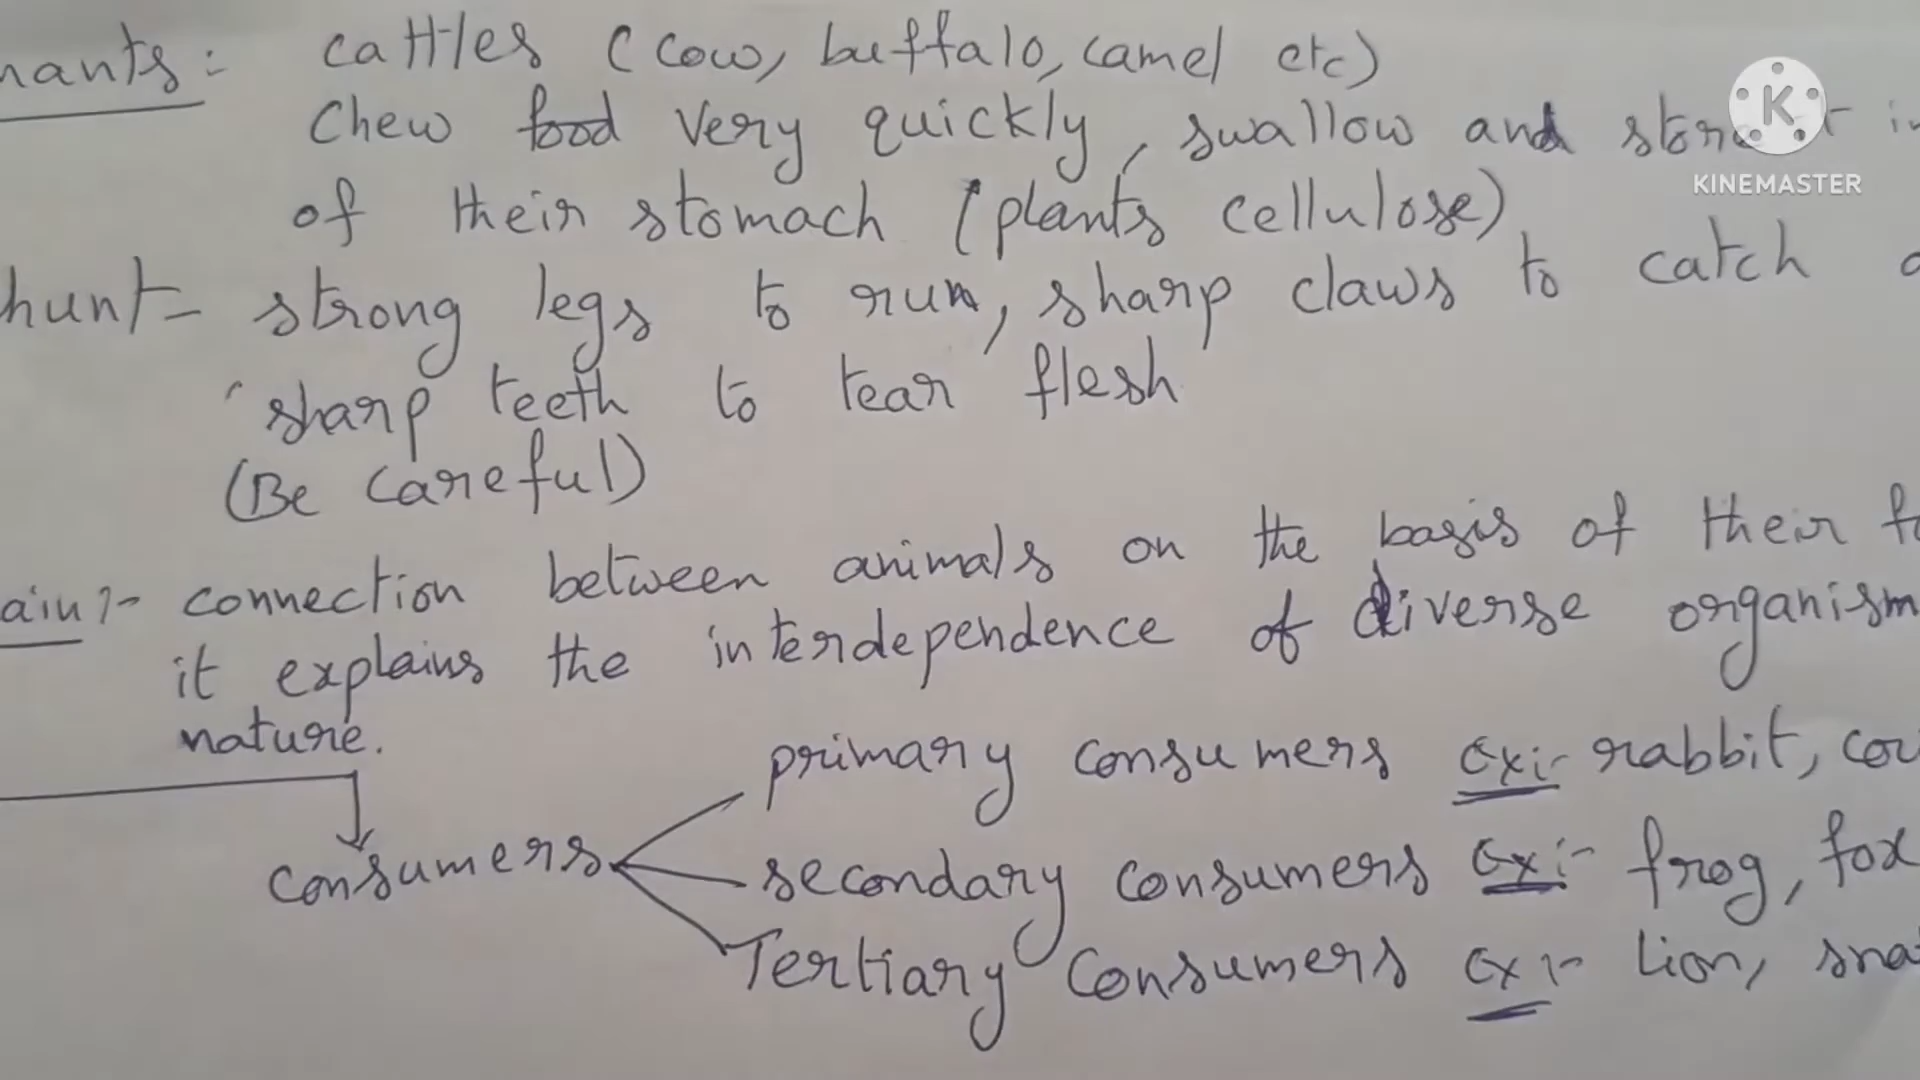 cattles (cow, buffalo, camel etc)
Chew food very quickly, swallow and
of their stomach (plants cellulose)
hunt- strong legs to run, sharp claws to catch
sharp teeth to tear flesh
(Be careful)
connection between animals on the basis of their
it explains the interdependence of diverse organism
nature.
primary consumers Ex:- rabbit,
consumers
secondary consumers Ex:- frog, fox
Tertiary consumers Ex:- lion,
KINEMASTER